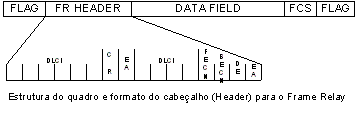 FLAG FR HEADER DATA FIELD FCS FLAG
DLCI C R EA DLCI FECN BECN DE EA
Estrutura do quadro e formato do cabeçalho (Header) para o Frame Relay